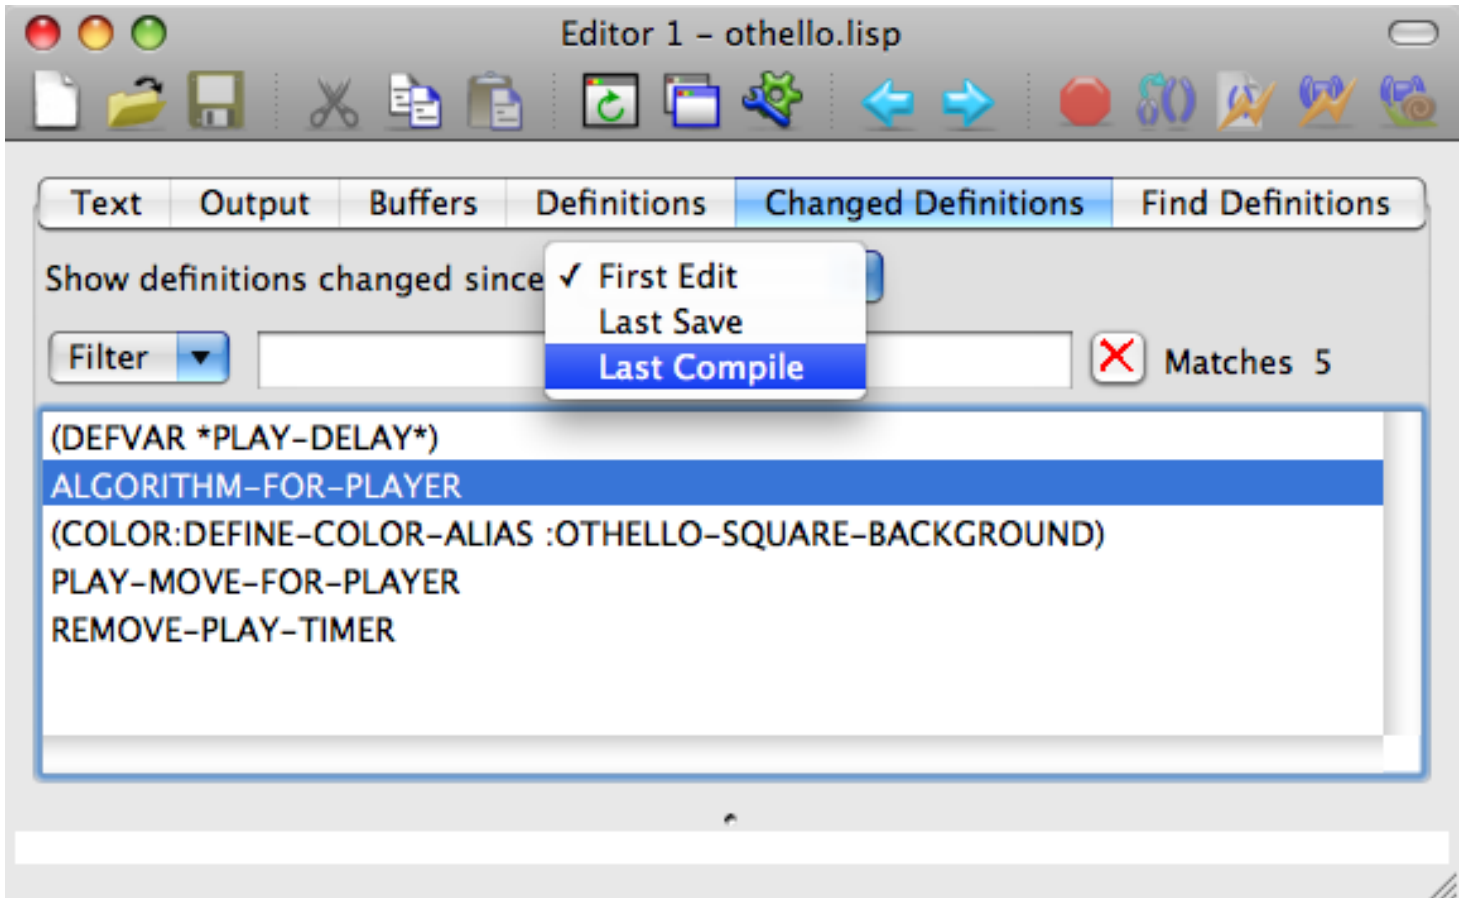 Editor 1 – othello.lisp
Text Output Buffers Definitions Changed Definitions Find Definitions
Show definitions changed since ✓ First Edit
Last Save
Last Compile
Filter Matches 5
(DEFVAR *PLAY-DELAY*)
ALGORITHM-FOR-PLAYER
(COLOR:DEFINE-COLOR-ALIAS :OTHELLO-SQUARE-BACKGROUND)
PLAY-MOVE-FOR-PLAYER
REMOVE-PLAY-TIMER